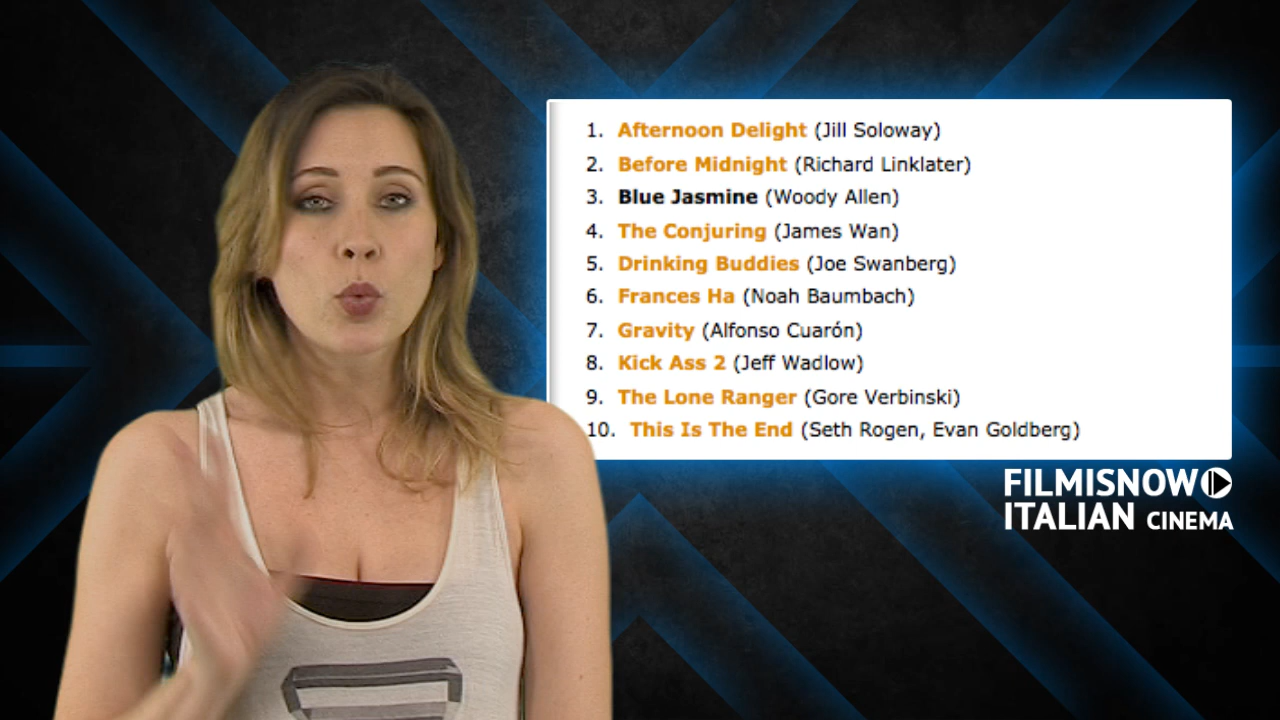 1. Afternoon Delight (Jill Soloway)
2. Before Midnight (Richard Linklater)
3. Blue Jasmine (Woody Allen)
4. The Conjuring (James Wan)
5. Drinking Buddies (Joe Swanberg)
6. Frances Ha (Noah Baumbach)
7. Gravity (Alfonso Cuarón)
8. Kick Ass 2 (Jeff Wadlow)
9. The Lone Ranger (Gore Verbinski)
10. This Is The End (Seth Rogen, Evan Goldberg)
FILMISNOW
ITALIAN CINEMA